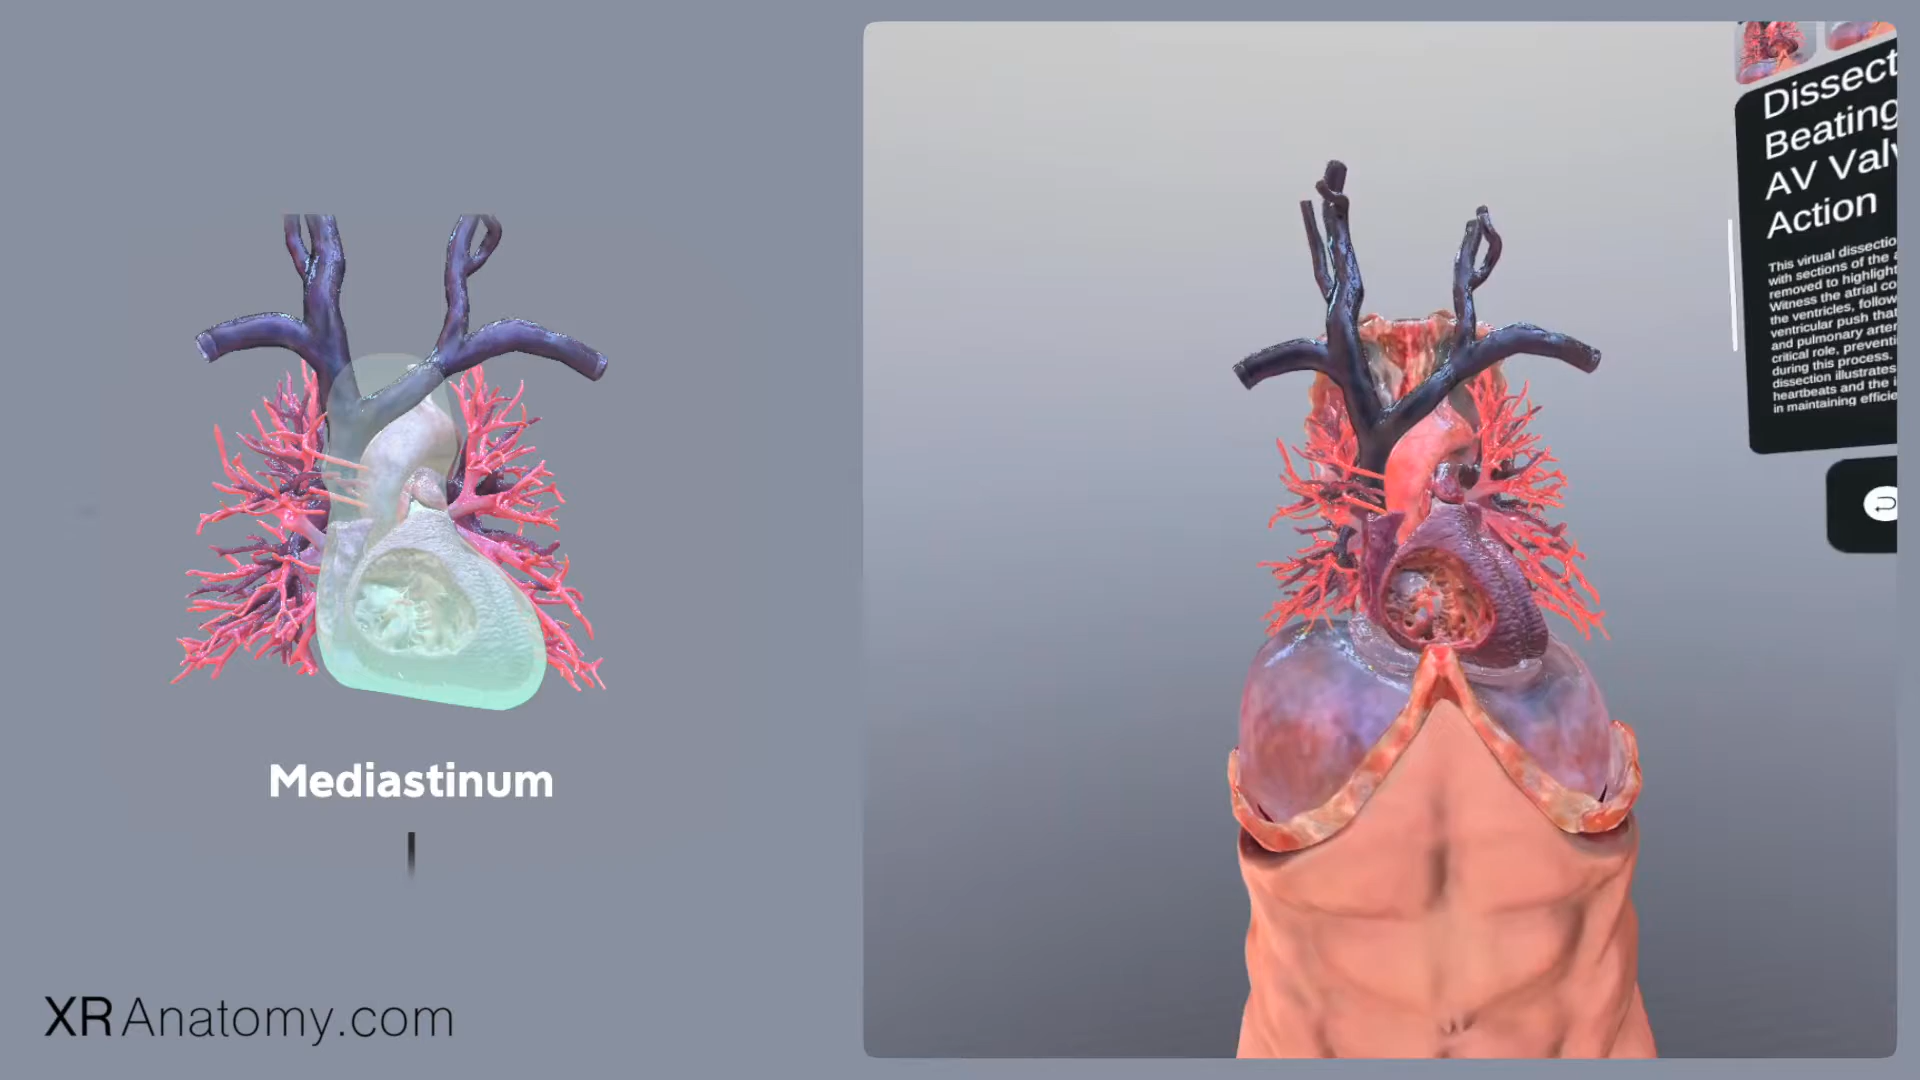 Mediastinum
XR Anatomy.com
Dissect
Beating
AV Val
Action
This virtual dissectio
with sections of the
removed to highlight
Witness the atrial co
the ventricles, follow
ventricular push that
and pulmonary arter
critical role, preventi
during this process.
dissection illustrates
heartbeats and the
in maintaining efficie